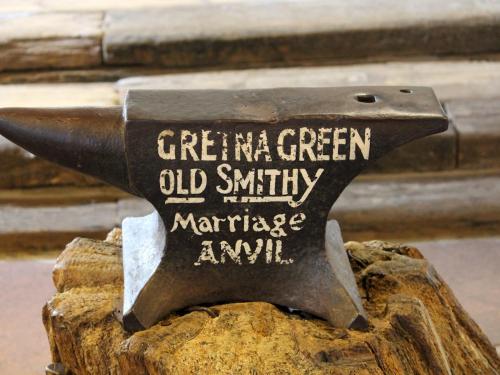 GRETNA GREEN
OLD SMITHY
Marriage
ANVIL